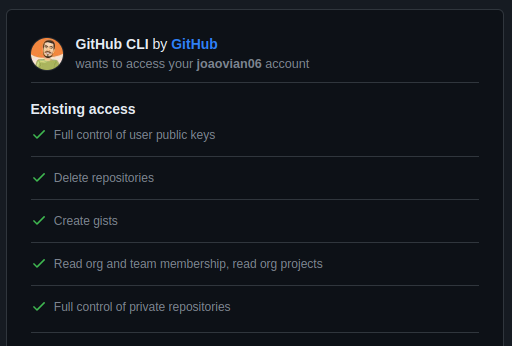 GitHub CLI by GitHub
wants to access your joaovian06 account
Existing access
Full control of user public keys
Delete repositories
Create gists
Read org and team membership, read org projects
Full control of private repositories